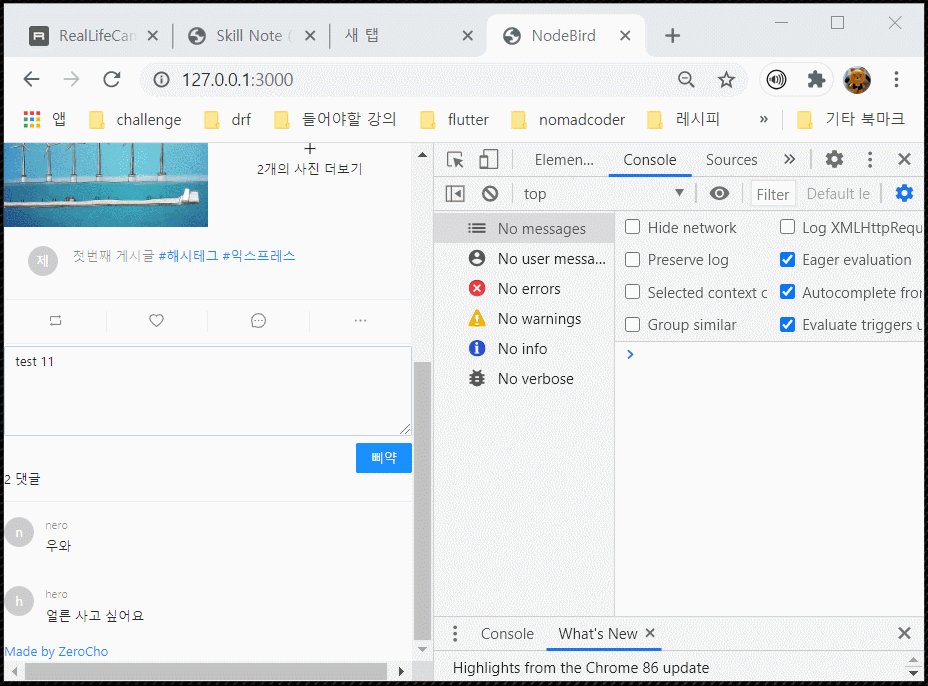 RealLifeCam
Skill Note (
새 탭
NodeBird
127.0.0.1:3000
앱
challenge
drf
들어야할 강의
flutter
nomadcoder
레시피
»
기타 북마크
+
2개의 사진 더보기
제
첫번째 게시글 #해시테그 #익스프레스
test 11
삐약
2 댓글
n
nero
우와
h
hero
얼른 사고 싶어요
Made by ZeroCho
Elemen...
Console
Sources
»
top
Filter
Default le
No messages
No user messa...
No errors
No warnings
No info
No verbose
Hide network
Log XMLHttpRequ
Preserve log
Eager evaluation
Selected context o
Autocomplete from
Group similar
Evaluate triggers u
Console
What's New
Highlights from the Chrome 86 update